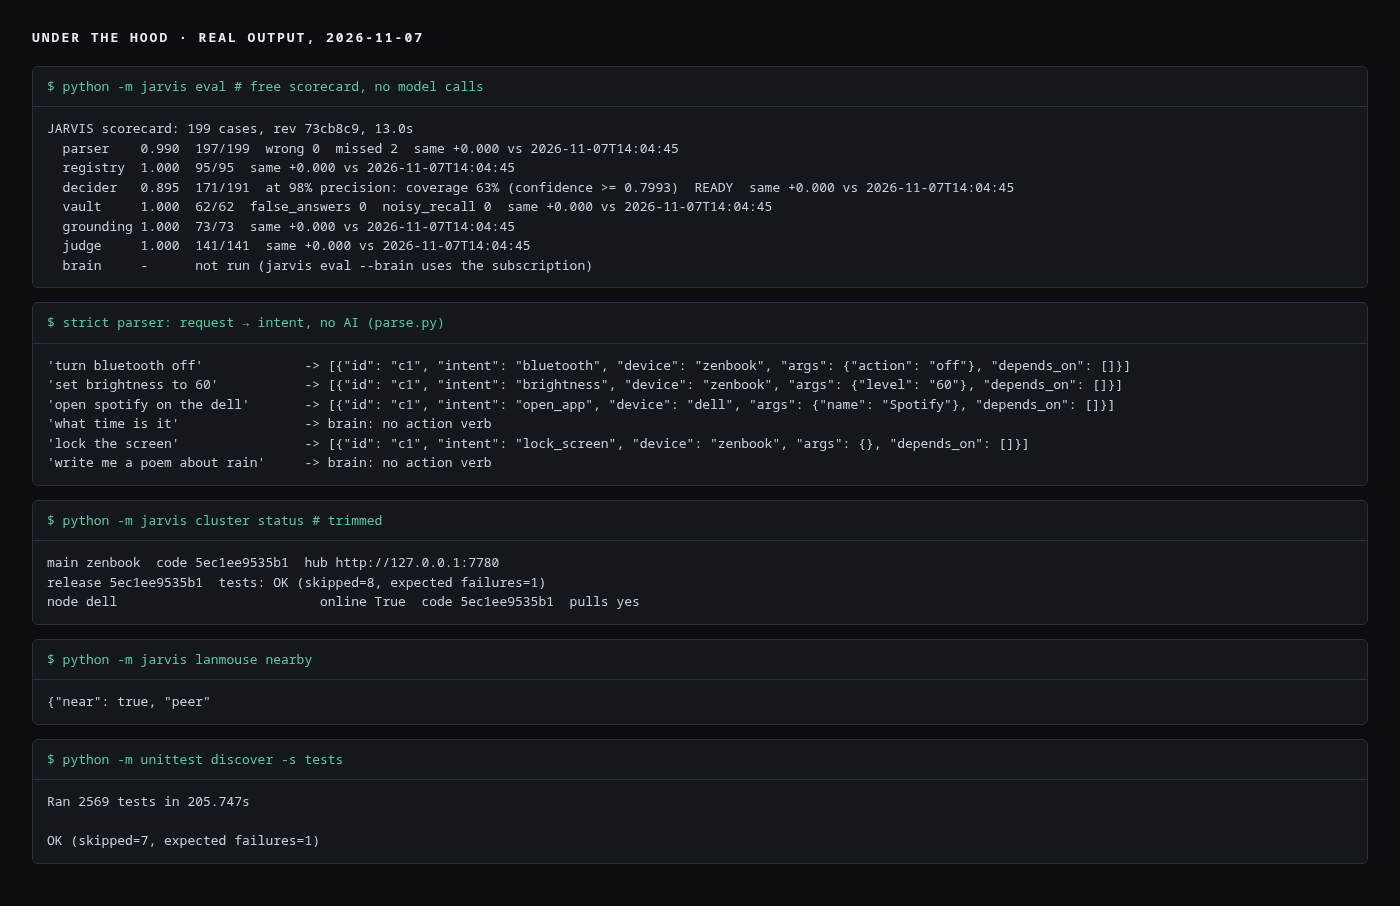 UNDER THE HOOD · REAL OUTPUT, 2026-11-07
$ python -m jarvis eval # free scorecard, no model calls
JARVIS scorecard: 199 cases, rev 73cb8c9, 13.0s
  parser    0.990  197/199  wrong 0  missed 2  same +0.000 vs 2026-11-07T14:04:45
  registry  1.000  95/95  same +0.000 vs 2026-11-07T14:04:45
  decider   0.895  171/191  at 98% precision: coverage 63% (confidence >= 0.7993)  READY  same +0.000 vs 2026-11-07T14:04:45
  vault     1.000  62/62  false_answers 0  noisy_recall 0  same +0.000 vs 2026-11-07T14:04:45
  grounding 1.000  73/73  same +0.000 vs 2026-11-07T14:04:45
  judge     1.000  141/141  same +0.000 vs 2026-11-07T14:04:45
  brain     -      not run (jarvis eval --brain uses the subscription)
$ strict parser: request → intent, no AI (parse.py)
'turn bluetooth off'             -> [{"id": "c1", "intent": "bluetooth", "device": "zenbook", "args": {"action": "off"}, "depends_on": []}]
'set brightness to 60'           -> [{"id": "c1", "intent": "brightness", "device": "zenbook", "args": {"level": "60"}, "depends_on": []}]
'open spotify on the dell'       -> [{"id": "c1", "intent": "open_app", "device": "dell", "args": {"name": "Spotify"}, "depends_on": []}]
'what time is it'                -> brain: no action verb
'lock the screen'                -> [{"id": "c1", "intent": "lock_screen", "device": "zenbook", "args": {}, "depends_on": []}]
'write me a poem about rain'     -> brain: no action verb
$ python -m jarvis cluster status # trimmed
main zenbook  code 5ec1ee9535b1  hub http://127.0.0.1:7780
release 5ec1ee9535b1  tests: OK (skipped=8, expected failures=1)
node dell                          online True  code 5ec1ee9535b1  pulls yes
$ python -m jarvis lanmouse nearby
{"near": true, "peer"
$ python -m unittest discover -s tests
Ran 2569 tests in 205.747s
OK (skipped=7, expected failures=1)